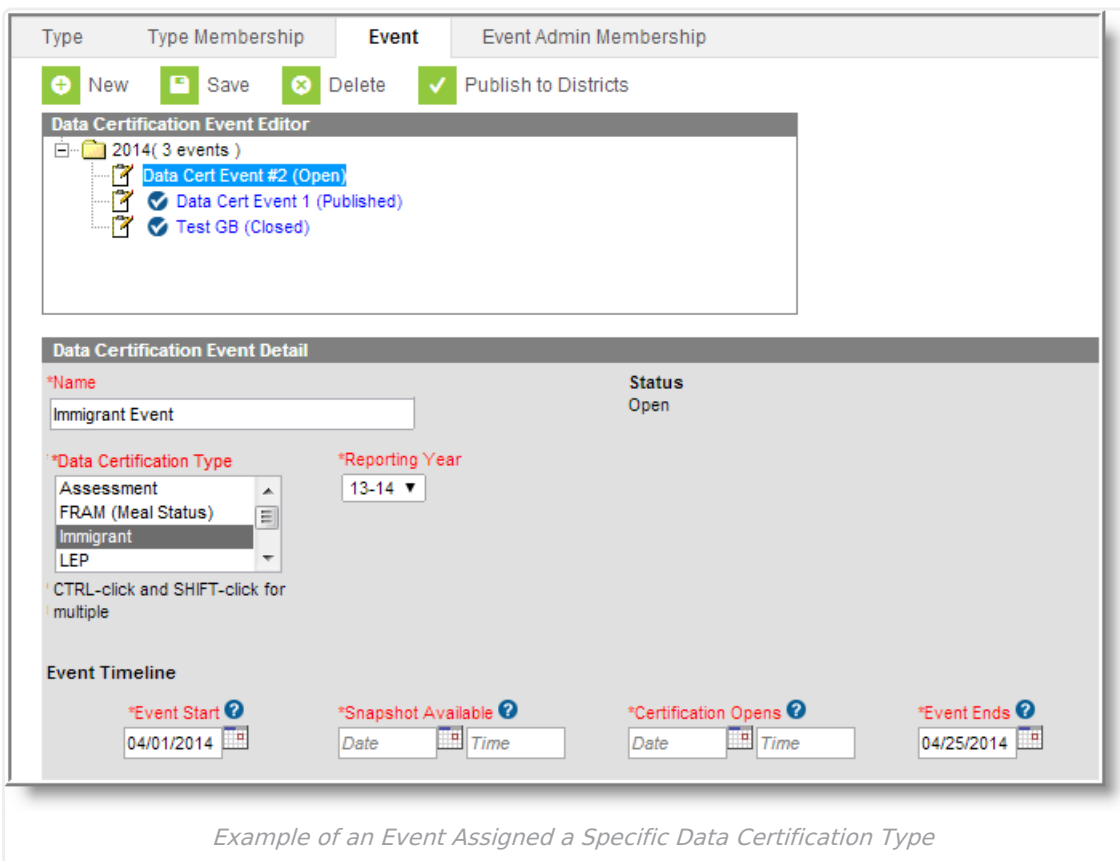 Type Type Membership Event Event Admin Membership
New Save Delete Publish to Districts
Data Certification Event Editor
2014( 3 events )
Data Cert Event #2 (Open)
Data Cert Event 1 (Published)
Test GB (Closed)
Data Certification Event Detail
*Name Status
Immigrant Event Open
*Data Certification Type *Reporting Year
Assessment 13-14
FRAM (Meal Status)
Immigrant
LEP
CTRL-click and SHIFT-click for
multiple
Event Timeline
*Event Start ? *Snapshot Available ? *Certification Opens ? *Event Ends ?
04/01/2014 Date Time Date Time 04/25/2014
Example of an Event Assigned a Specific Data Certification Type